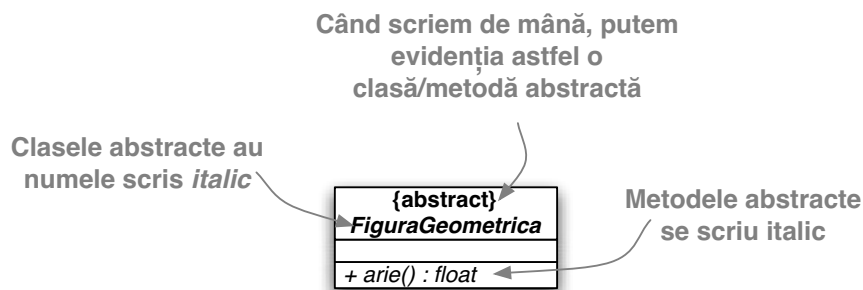 Când scriem de mână, putem
evidenția astfel o
clasă/metodă abstractă
Clasele abstracte au
numele scris italic
{abstract}
FiguraGeometrica
Metodele abstracte
se scriu italic
+ arie() : float